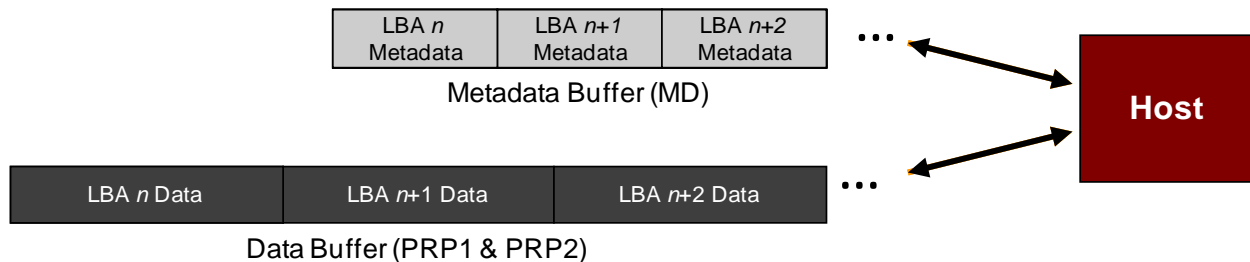 LBA n LBA n+1 LBA n+2
Metadata Metadata Metadata
...
Metadata Buffer (MD)
Host
LBA n Data LBA n+1 Data LBA n+2 Data
...
Data Buffer (PRP1 & PRP2)